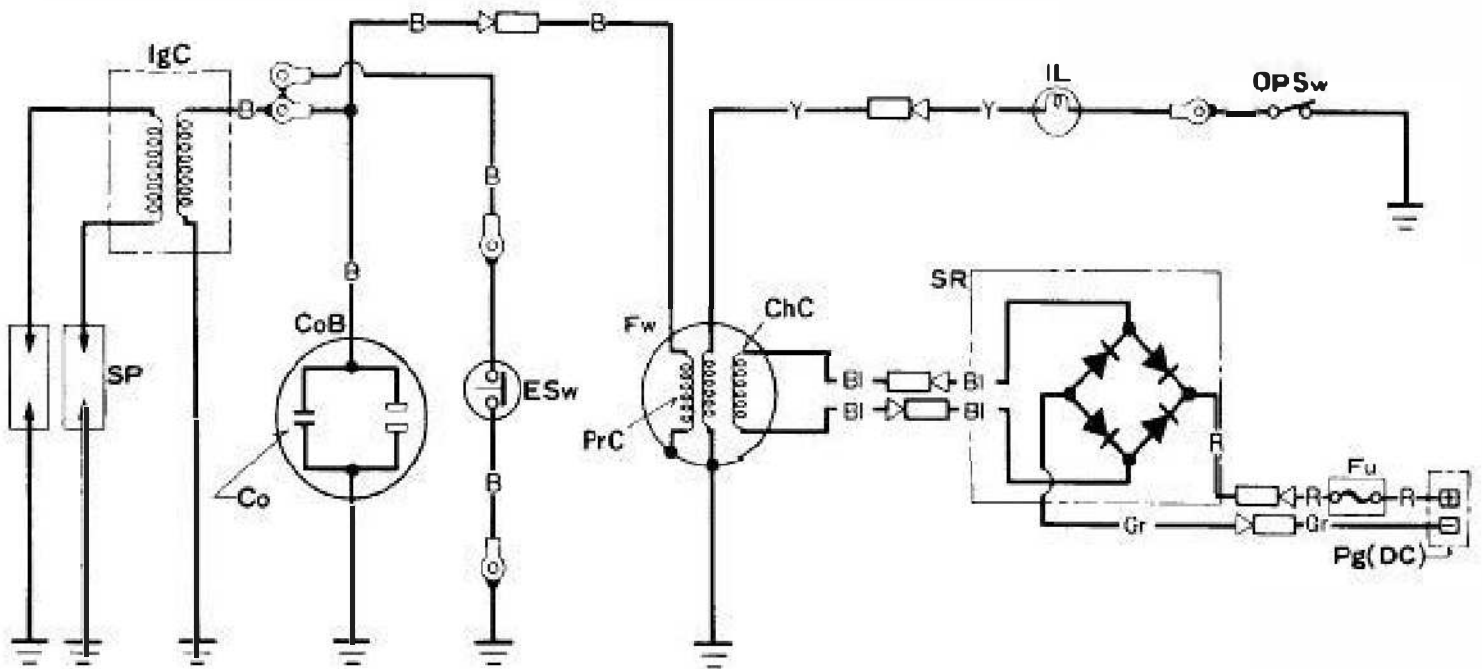 B
B
IgC
IL
OPSw
B
Y
Y
B
B
SR
ChC
CoB
Fw
SP
ESw
Bl
Bl
Bl
Bl
PrC
R
Co
B
Fu
R
R
Gr
Gr
Pg(DC)